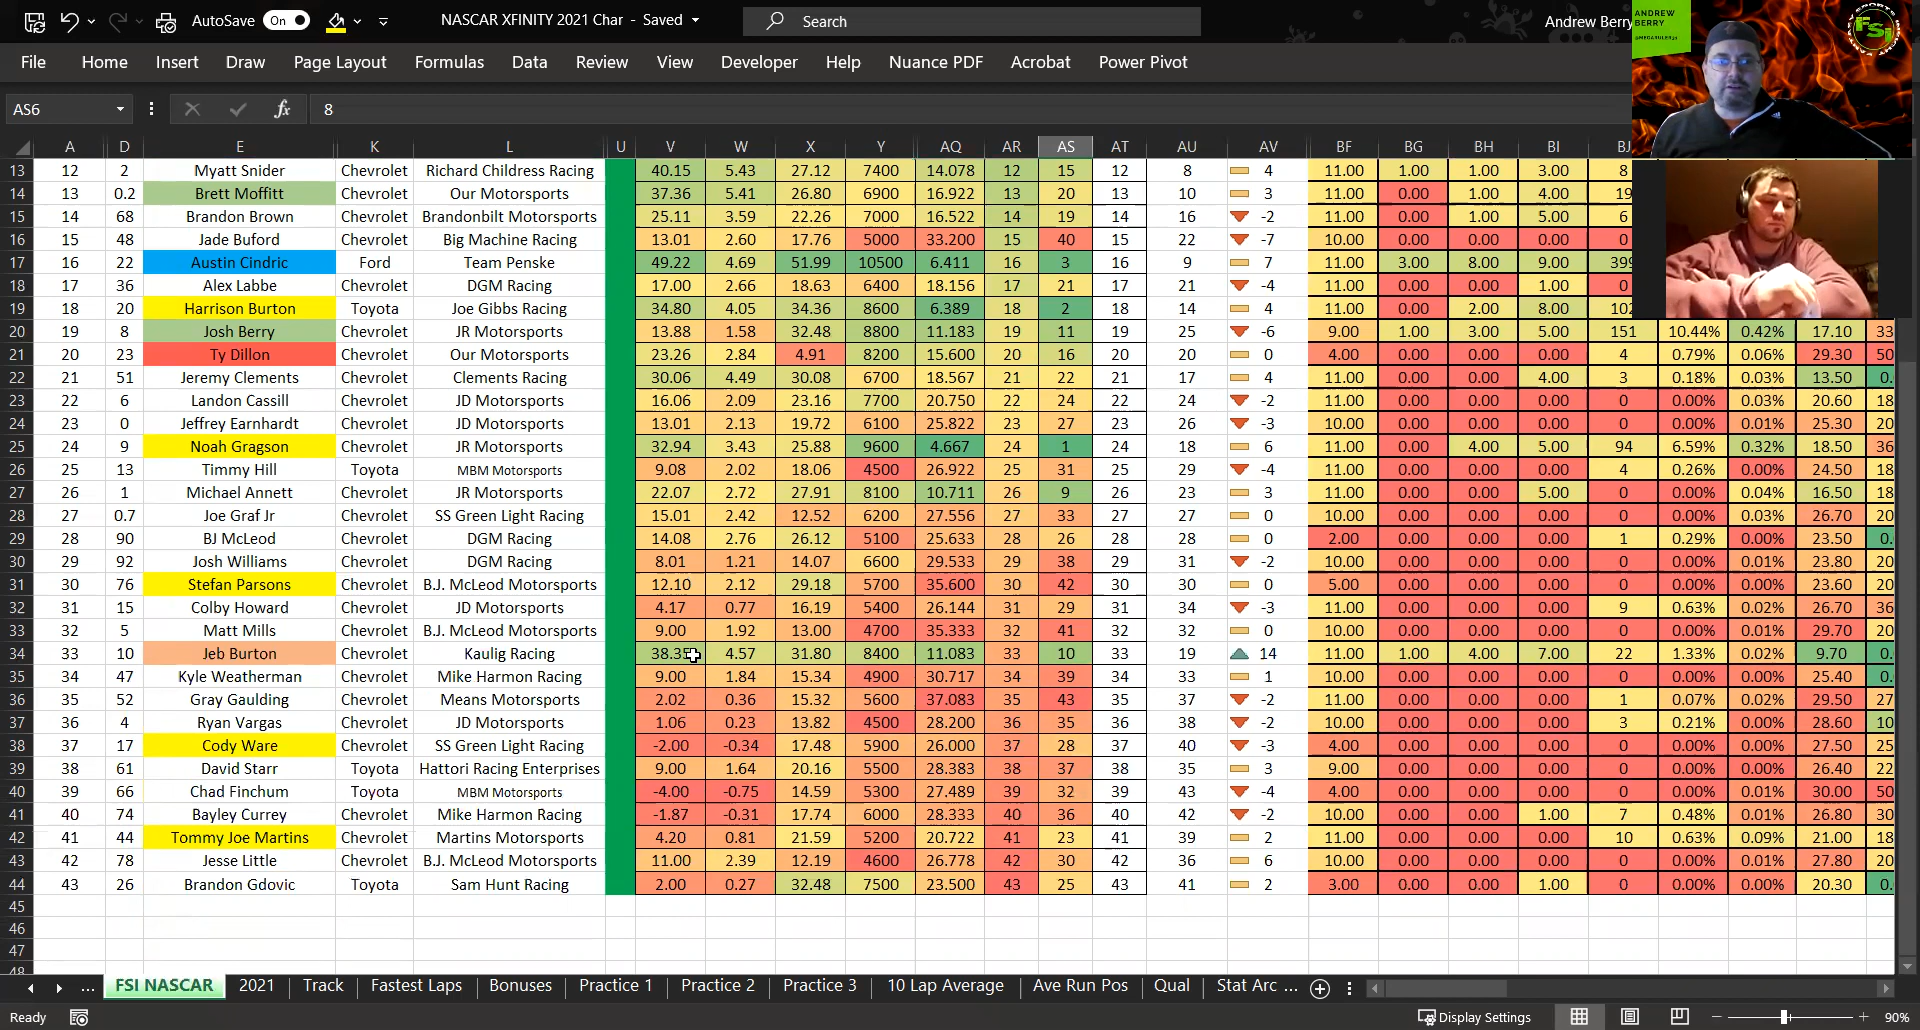 AutoSave On NASCAR XFINITY 2021 Char - Saved Search Andrew Berry
ANDREW BERRY
FSi
File Home Insert Draw Page Layout Formulas Data Review View Developer Help Nuance PDF Acrobat Power Pivot
AS6 fx 8
A D E K L U V W X Y AQ AR AS AT AU AV BF BG BH BI BJ
13 12 2 Myatt Snider Chevrolet Richard Childress Racing 40.15 5.43 27.12 7400 14.078 12 15 12 8 4 11.00 1.00 1.00 3.00 8
14 13 0.2 Brett Moffitt Chevrolet Our Motorsports 37.36 5.41 26.80 6900 16.922 13 20 13 10 3 11.00 0.00 1.00 4.00 19
15 14 68 Brandon Brown Chevrolet Brandonbilt Motorsports 25.11 3.59 22.26 7000 16.522 14 19 14 16 -2 11.00 0.00 1.00 5.00 6
16 15 48 Jade Buford Chevrolet Big Machine Racing 13.01 2.60 17.76 5000 33.200 15 40 15 22 -7 10.00 0.00 0.00 0.00 0
17 16 22 Austin Cindric Ford Team Penske 49.22 4.69 51.99 10500 6.411 16 3 16 9 7 11.00 3.00 8.00 9.00 399
18 17 36 Alex Labbe Chevrolet DGM Racing 17.00 2.66 18.63 6400 18.156 17 21 17 21 -4 11.00 0.00 0.00 1.00 0
19 18 20 Harrison Burton Toyota Joe Gibbs Racing 34.80 4.05 34.36 8600 6.389 18 2 18 14 4 11.00 0.00 2.00 8.00 102
20 19 8 Josh Berry Chevrolet JR Motorsports 13.88 1.58 32.48 8800 11.183 19 11 19 25 -6 9.00 1.00 3.00 5.00 151 10.44% 0.42% 17.10 33
21 20 23 Ty Dillon Chevrolet Our Motorsports 23.26 2.84 4.91 8200 15.600 20 16 20 20 0 4.00 0.00 0.00 0.00 4 0.79% 0.06% 29.30 50
22 21 51 Jeremy Clements Chevrolet Clements Racing 30.06 4.49 30.08 6700 18.567 21 22 21 17 4 11.00 0.00 0.00 4.00 3 0.18% 0.03% 13.50 0.
23 22 6 Landon Cassill Chevrolet JD Motorsports 16.06 2.09 23.16 7700 20.750 22 24 22 24 -2 11.00 0.00 0.00 0.00 0 0.00% 0.03% 20.60 18
24 23 0 Jeffrey Earnhardt Chevrolet JD Motorsports 13.01 2.13 19.72 6100 25.822 23 27 23 26 -3 10.00 0.00 0.00 0.00 0 0.00% 0.01% 25.30 20
25 24 9 Noah Gragson Chevrolet JR Motorsports 32.94 3.43 25.88 9600 4.667 24 1 24 18 6 11.00 0.00 4.00 5.00 94 6.59% 0.32% 18.50 36
26 25 13 Timmy Hill Toyota MBM Motorsports 9.08 2.02 18.06 4500 26.922 25 31 25 29 -4 11.00 0.00 0.00 0.00 4 0.26% 0.00% 24.50 18
27 26 1 Michael Annett Chevrolet JR Motorsports 22.07 2.72 27.91 8100 10.711 26 9 26 23 3 11.00 0.00 0.00 5.00 0 0.00% 0.04% 16.50 18
28 27 0.7 Joe Graf Jr Chevrolet SS Green Light Racing 15.01 2.42 12.52 6200 27.556 27 33 27 27 0 10.00 0.00 0.00 0.00 0 0.00% 0.03% 26.70 20
29 28 90 BJ McLeod Chevrolet DGM Racing 14.08 2.76 26.12 5100 25.633 28 26 28 28 0 2.00 0.00 0.00 0.00 1 0.29% 0.00% 23.50 0.
30 29 92 Josh Williams Chevrolet DGM Racing 8.01 1.21 14.07 6600 29.533 29 38 29 31 -2 10.00 0.00 0.00 0.00 0 0.00% 0.00% 23.80 20
31 30 76 Stefan Parsons Chevrolet B.J. McLeod Motorsports 12.10 2.12 29.18 5700 35.600 30 42 30 30 0 5.00 0.00 0.00 0.00 0 0.00% 0.00% 23.60 20
32 31 15 Colby Howard Chevrolet JD Motorsports 4.17 0.77 16.19 5400 26.144 31 29 31 34 -3 11.00 0.00 0.00 0.00 9 0.63% 0.02% 26.70 36
33 32 5 Matt Mills Chevrolet B.J. McLeod Motorsports 9.00 1.92 13.00 4700 35.333 32 41 32 32 0 10.00 0.00 0.00 0.00 0 0.00% 0.01% 29.70 20
34 33 10 Jeb Burton Chevrolet Kaulig Racing 38.35 4.57 31.80 8400 11.083 33 10 33 19 14 11.00 1.00 4.00 7.00 22 1.33% 0.02% 9.70 0.
35 34 47 Kyle Weatherman Chevrolet Mike Harmon Racing 9.00 1.84 15.34 4900 30.717 34 39 34 33 1 10.00 0.00 0.00 0.00 0 0.00% 0.00% 25.40 0.
36 35 52 Gray Gaulding Chevrolet Means Motorsports 2.02 0.36 15.32 5600 37.083 35 43 35 37 -2 11.00 0.00 0.00 0.00 1 0.07% 0.02% 29.50 27
37 36 4 Ryan Vargas Chevrolet JD Motorsports 1.06 0.23 13.82 4500 28.200 36 35 36 38 -2 10.00 0.00 0.00 0.00 3 0.21% 0.00% 28.60 10
38 37 17 Cody Ware Chevrolet SS Green Light Racing -2.00 -0.34 17.48 5900 26.000 37 28 37 40 -3 4.00 0.00 0.00 0.00 0 0.00% 0.00% 27.50 25
39 38 61 David Starr Toyota Hattori Racing Enterprises 9.00 1.64 20.16 5500 28.383 38 37 38 35 3 9.00 0.00 0.00 0.00 0 0.00% 0.00% 26.40 22
40 39 66 Chad Finchum Toyota MBM Motorsports -4.00 -0.75 14.59 5300 27.489 39 32 39 43 -4 4.00 0.00 0.00 0.00 0 0.00% 0.01% 30.00 50
41 40 74 Bayley Currey Chevrolet Mike Harmon Racing -1.87 -0.31 17.74 6000 28.333 40 36 40 42 -2 10.00 0.00 0.00 1.00 7 0.48% 0.01% 26.80 30
42 41 44 Tommy Joe Martins Chevrolet Martins Motorsports 4.20 0.81 21.59 5200 20.722 41 23 41 39 2 11.00 0.00 0.00 0.00 10 0.63% 0.09% 21.00 18
43 42 78 Jesse Little Chevrolet B.J. McLeod Motorsports 11.00 2.39 12.19 4600 26.778 42 30 42 36 6 10.00 0.00 0.00 0.00 0 0.00% 0.01% 27.80 20
44 43 26 Brandon Gdovic Toyota Sam Hunt Racing 2.00 0.27 32.48 7500 23.500 43 25 43 41 2 3.00 0.00 0.00 1.00 0 0.00% 0.00% 20.30 0.
45
46
47
48
... FSI NASCAR 2021 Track Fastest Laps Bonuses Practice 1 Practice 2 Practice 3 10 Lap Average Ave Run Pos Qual Stat Arc ...
Ready Display Settings 90%